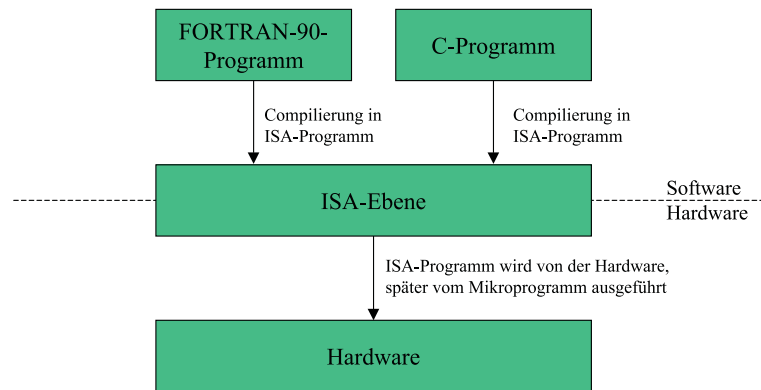 FORTRAN-90-
Programm
C-Programm
Compilierung in
ISA-Programm
Compilierung in
ISA-Programm
ISA-Ebene
Software
Hardware
ISA-Programm wird von der Hardware,
später vom Mikroprogramm ausgeführt
Hardware